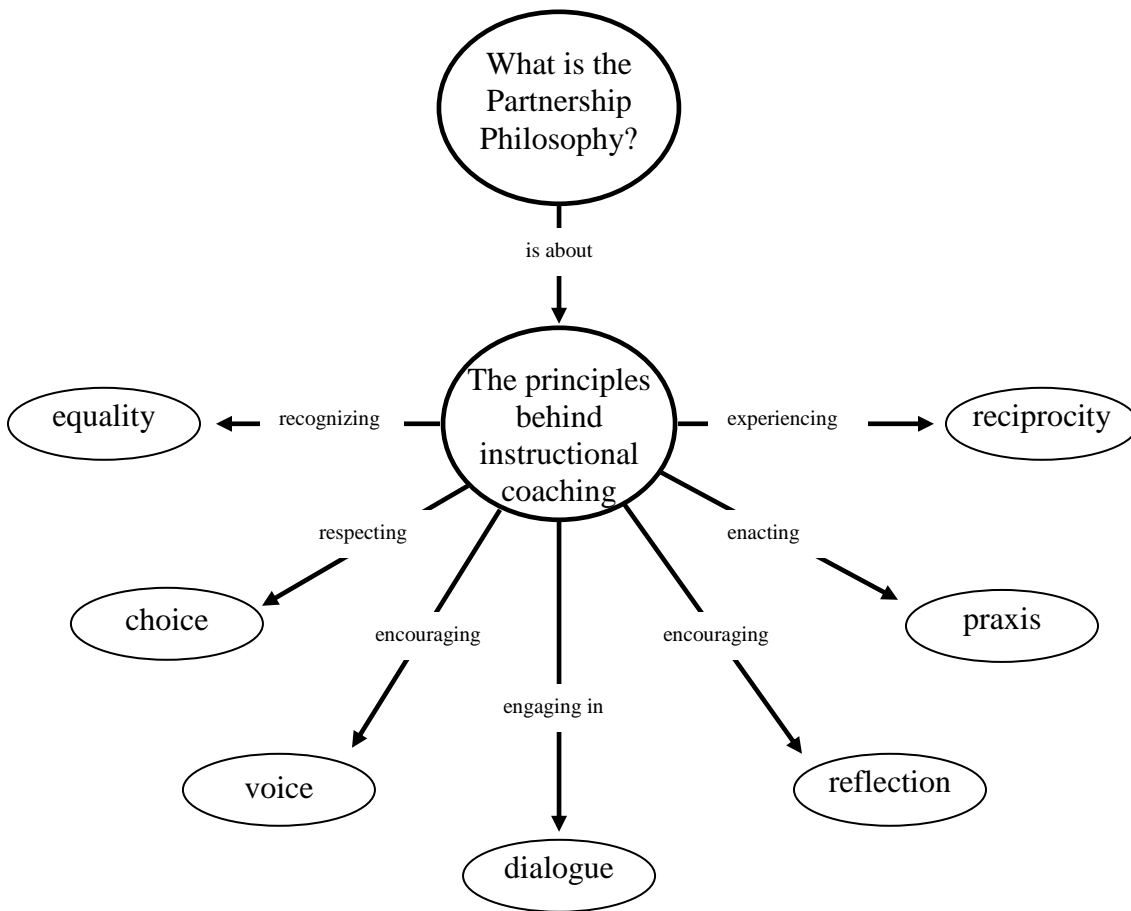 What is the
Partnership
Philosophy?
is about
The principles
behind
instructional
coaching
equality
recognizing
experiencing
reciprocity
respecting
enacting
choice
encouraging
encouraging
praxis
engaging in
voice
reflection
dialogue